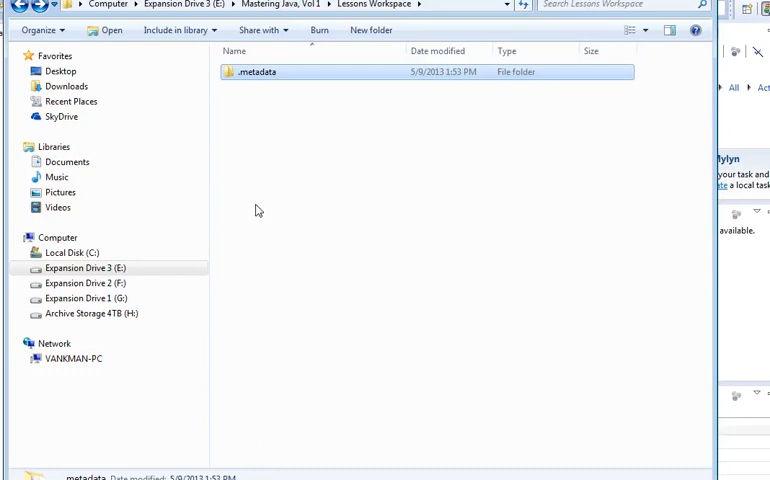 Computer ▸ Expansion Drive 3 (E:) ▸ Mastering Java, Vol 1 ▸ Lessons Workspace ▸
Search Lessons Workspace
Organize Open Include in library Share with Burn New folder
Name Date modified Type Size
.metadata 5/9/2013 1:53 PM File folder
Favorites
Desktop
Downloads
Recent Places
SkyDrive
Libraries
Documents
Music
Pictures
Videos
Computer
Local Disk (C:)
Expansion Drive 3 (E:)
Expansion Drive 2 (F:)
Expansion Drive 1 (G:)
Archive Storage 4TB (H:)
Network
VANKMAN-PC
.metadata Date modified: 5/9/2013 1:53 PM
All Act
Mylyn
your task and
ate a local task
available.